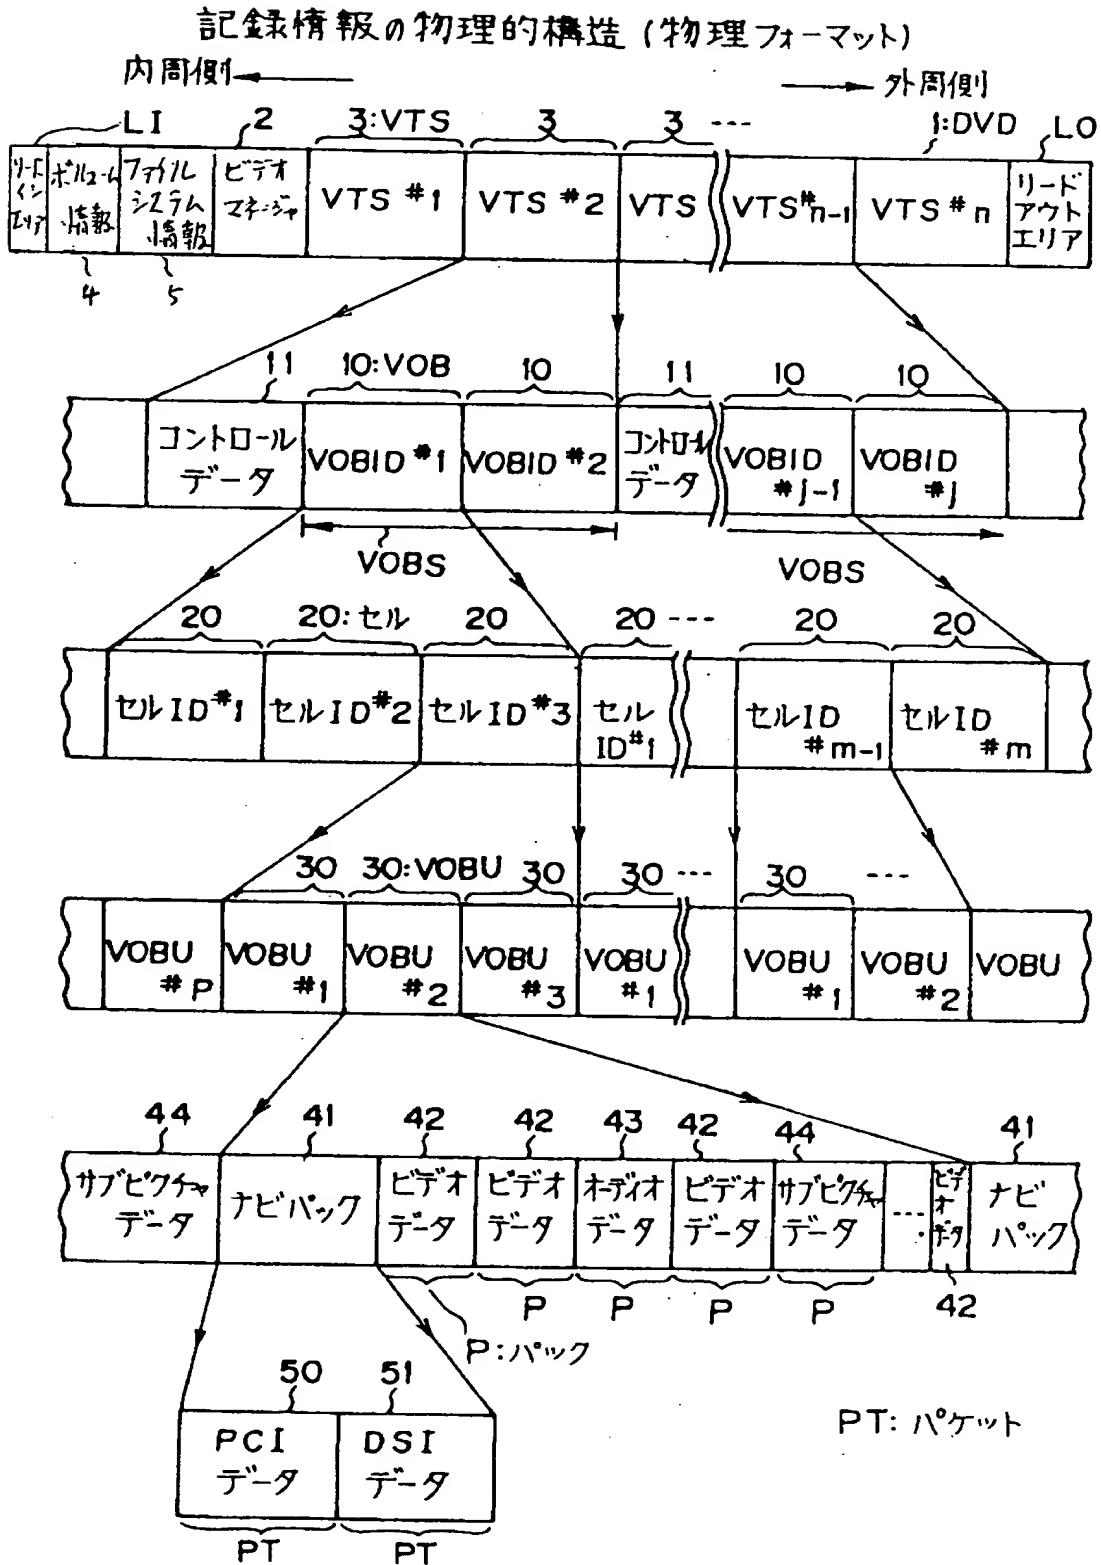 記録情報の物理的構造(物理フォーマット)
内周側
外周側
LI
2
3:VTS
3
3
---
1:DVD
LO
リードインエリア
ボリューム情報
ファイルシステム情報
ビデオマネージャ
VTS #1
VTS #2
VTS
VTS#n-1
VTS #n
リードアウトエリア
4
5
11
10:VOB
10
11
10
10
コントロールデータ
VOBID #1
VOBID #2
コントロールデータ
VOBID #j-1
VOBID #j
VOBS
VOBS
20
20:セル
20
20
---
20
20
セルID#1
セルID#2
セルID#3
セルID#1
セルID #m-1
セルID #m
30
30:VOBU
30
30
---
30
---
VOBU #P
VOBU #1
VOBU #2
VOBU #3
VOBU #1
VOBU #1
VOBU #2
VOBU
44
41
42
42
43
42
44
41
サブピクチャデータ
ナビパック
ビデオデータ
ビデオデータ
オーディオデータ
ビデオデータ
サブピクチャデータ
----
ビデオデータ
ナビパック
P
P
P
P
42
P:パック
50
51
PCIデータ
DSIデータ
PT:パケット
PT
PT